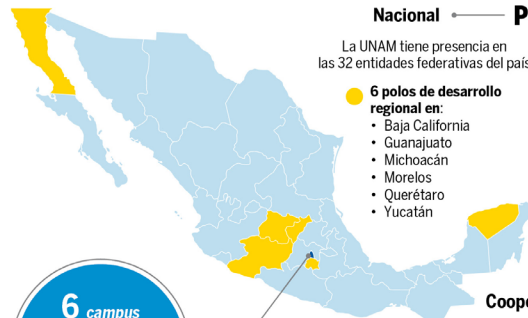 Nacional
La UNAM tiene presencia en
las 32 entidades federativas del país
6 polos de desarrollo
regional en:
• Baja California
• Guanajuato
• Michoacán
• Morelos
• Querétaro
• Yucatán
6 campus